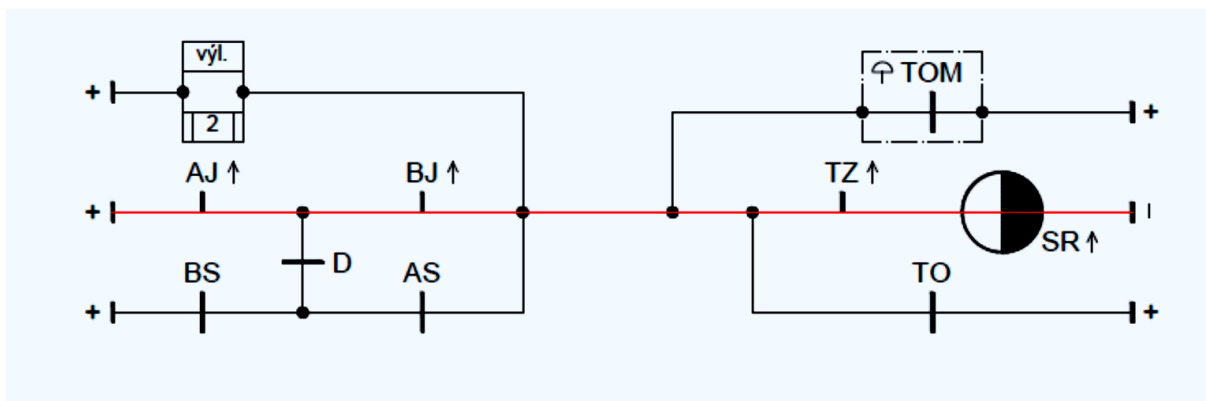 výl.
+
2
TOM
+
AJ ↑
BJ ↑
TZ ↑
+
I
SR ↑
BS
D
AS
TO
+
+